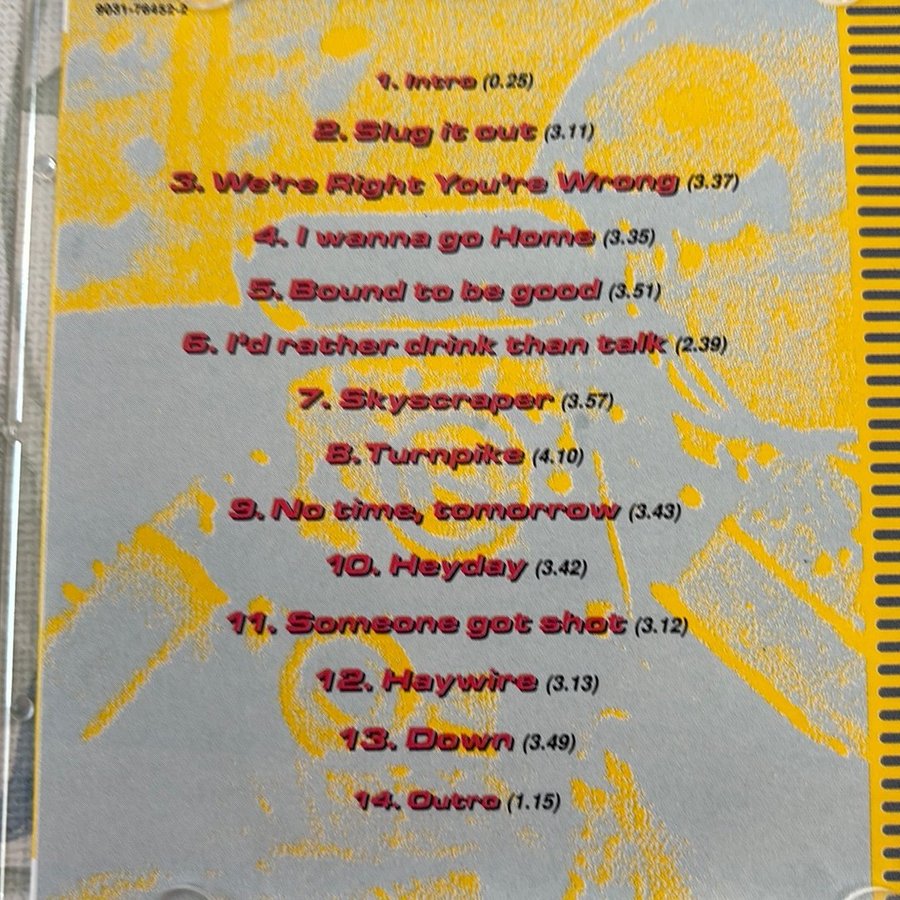 9031-76452-2
1. Intro (0.25)
2. Slug it out (3.11)
3. We're Right You're Wrong (3.37)
4. I wanna go Home (3.35)
5. Bound to be good (3.51)
6. I'd rather drink than talk (2.39)
7. Skyscraper (3.57)
8. Turnpike (4.10)
9. No time, tomorrow (3.43)
10. Heyday (3.42)
11. Someone got shot (3.12)
12. Haywire (3.13)
13. Down (3.49)
14. Outro (1.15)